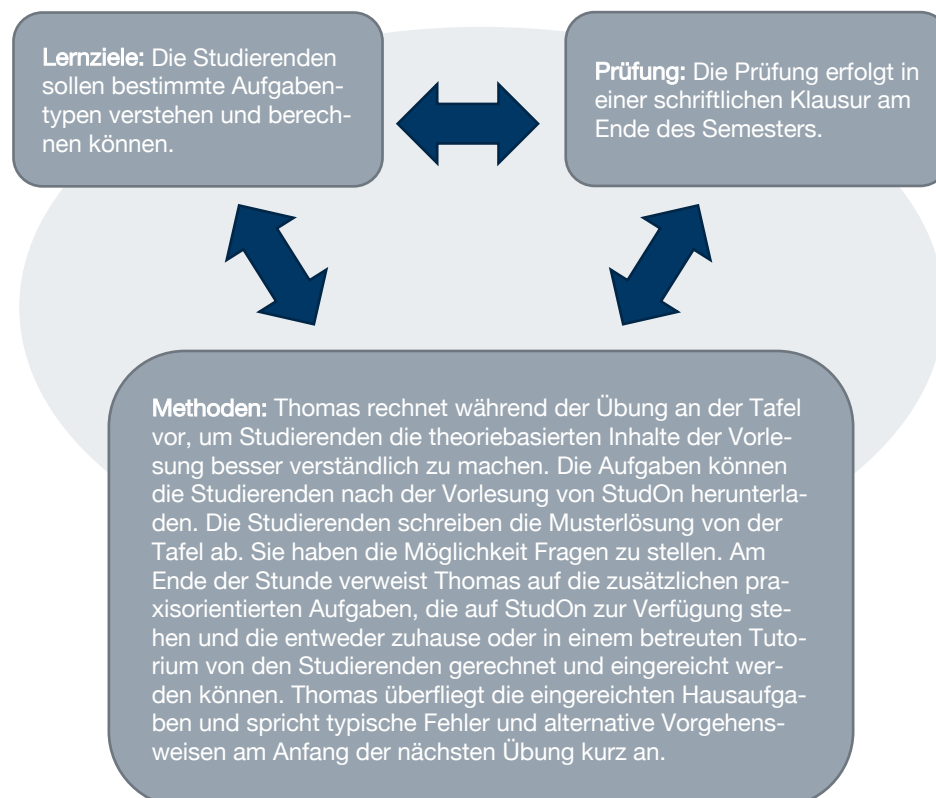 Lernziele: Die Studierenden
sollen bestimmte Aufgaben-
typen verstehen und berech-
nen können.
Prüfung: Die Prüfung erfolgt in
einer schriftlichen Klausur am
Ende des Semesters.
Methoden: Thomas rechnet während der Übung an der Tafel
vor, um Studierenden die theoriebasierten Inhalte der Vorle-
sung besser verständlich zu machen. Die Aufgaben können
die Studierenden nach der Vorlesung von StudOn herunterla-
den. Die Studierenden schreiben die Musterlösung von der
Tafel ab. Sie haben die Möglichkeit Fragen zu stellen. Am
Ende der Stunde verweist Thomas auf die zusätzlichen pra-
xisorientierten Aufgaben, die auf StudOn zur Verfügung ste-
hen und die entweder zuhause oder in einem betreuten Tuto-
rium von den Studierenden gerechnet und eingereicht wer-
den können. Thomas überfliegt die eingereichten Hausaufga-
ben und spricht typische Fehler und alternative Vorgehens-
weisen am Anfang der nächsten Übung kurz an.